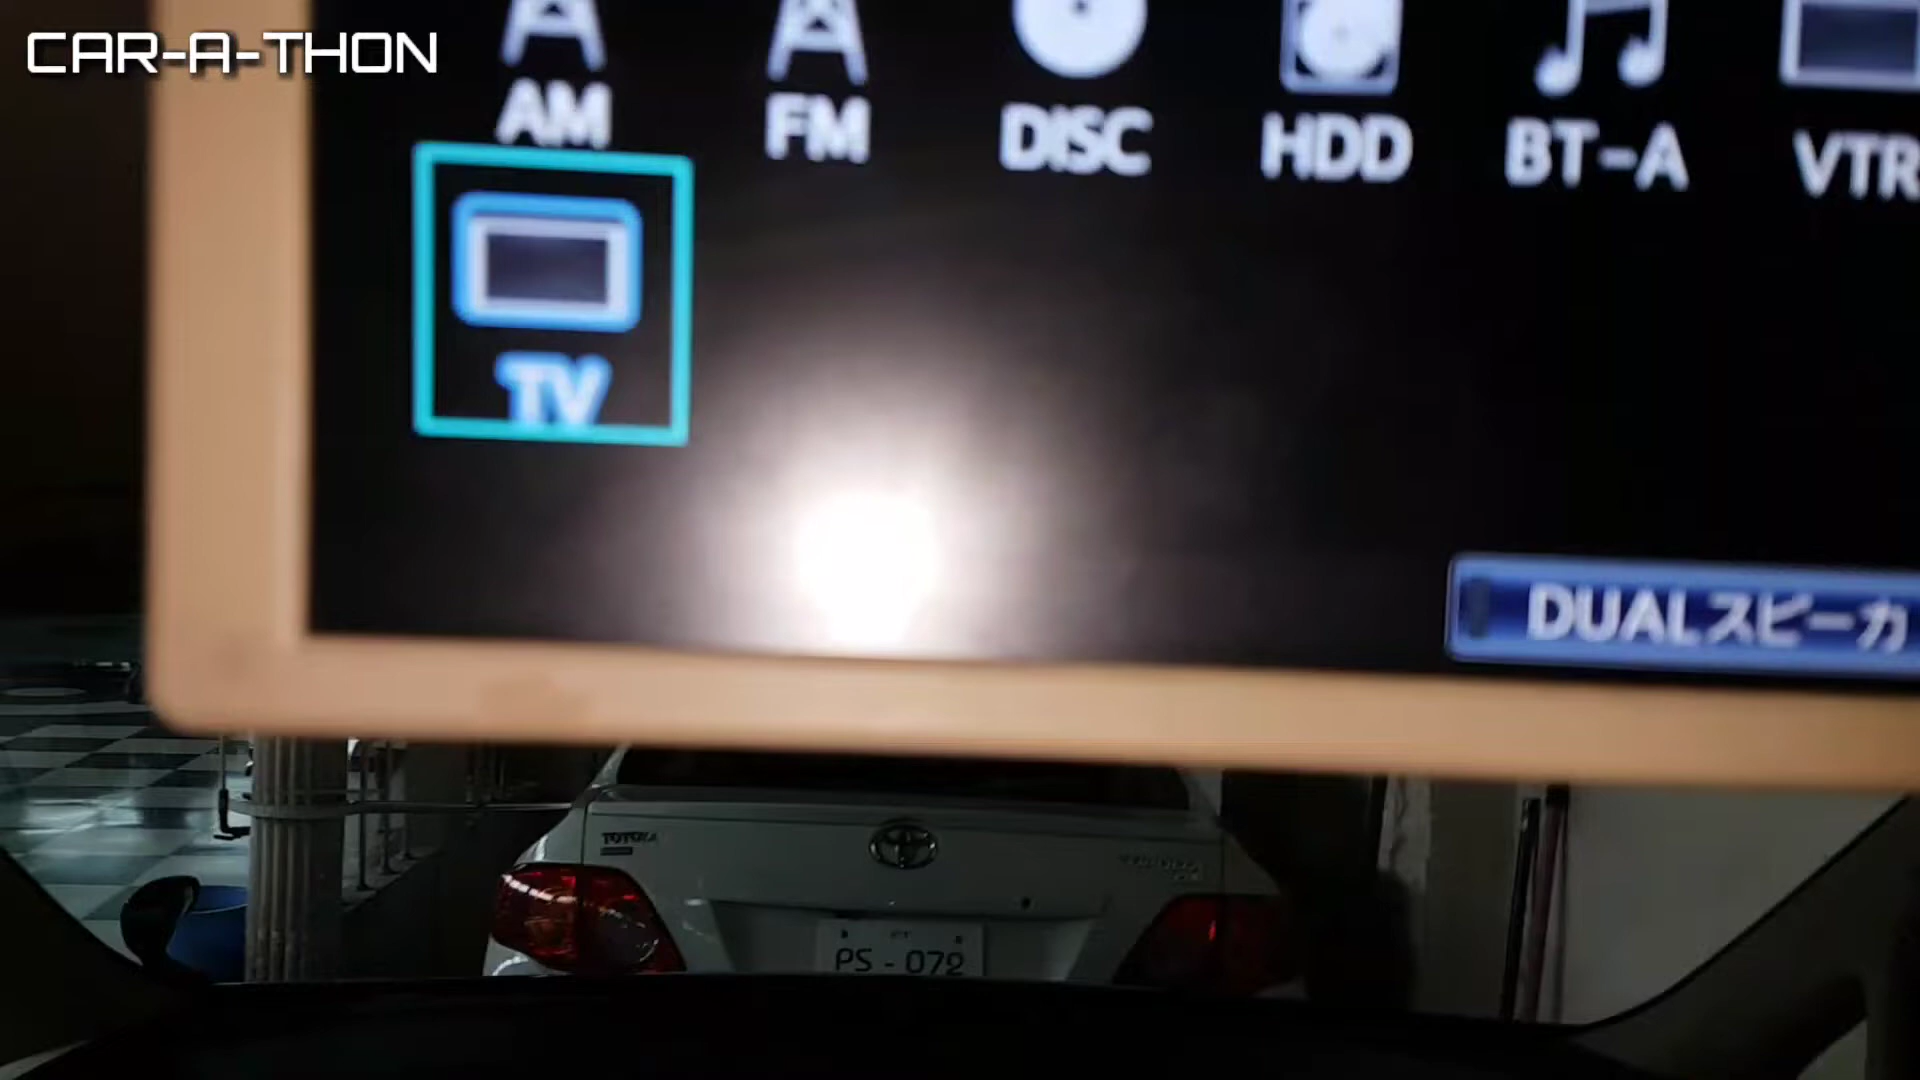 CAR-A-THON
AM FM DISC HDD BT-A VTR
TV
DUALスピーカ
TOYOTA
PS - 072